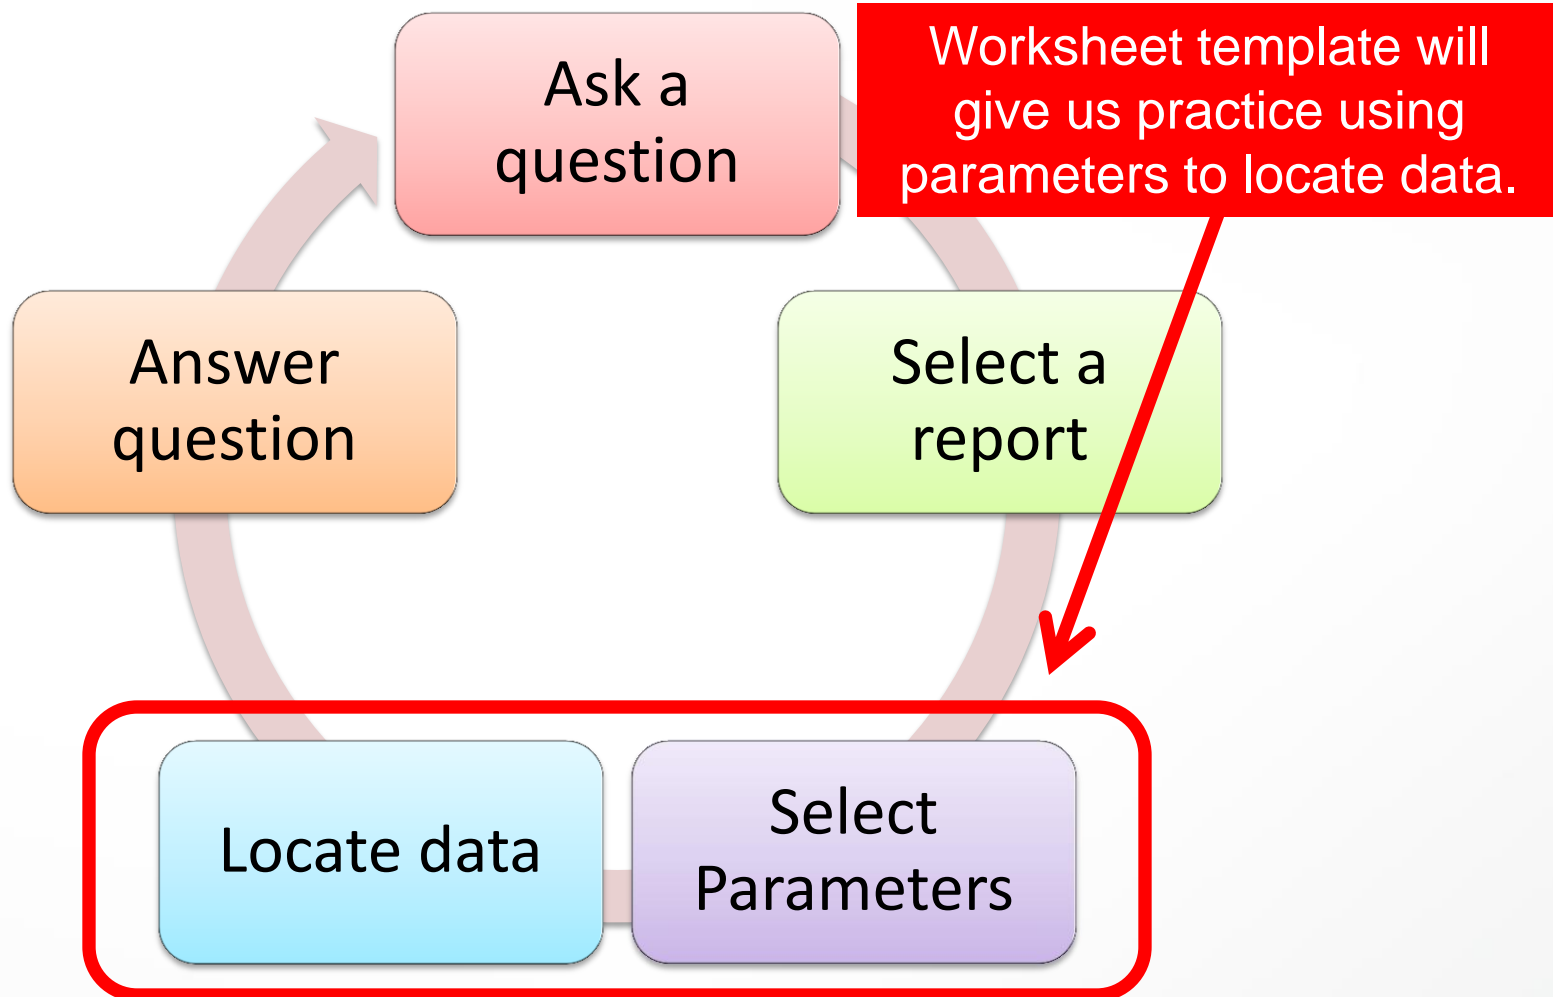 Ask a
question
Worksheet template will
give us practice using
parameters to locate data.
Select a
report
Select
Parameters
Locate data
Answer
question